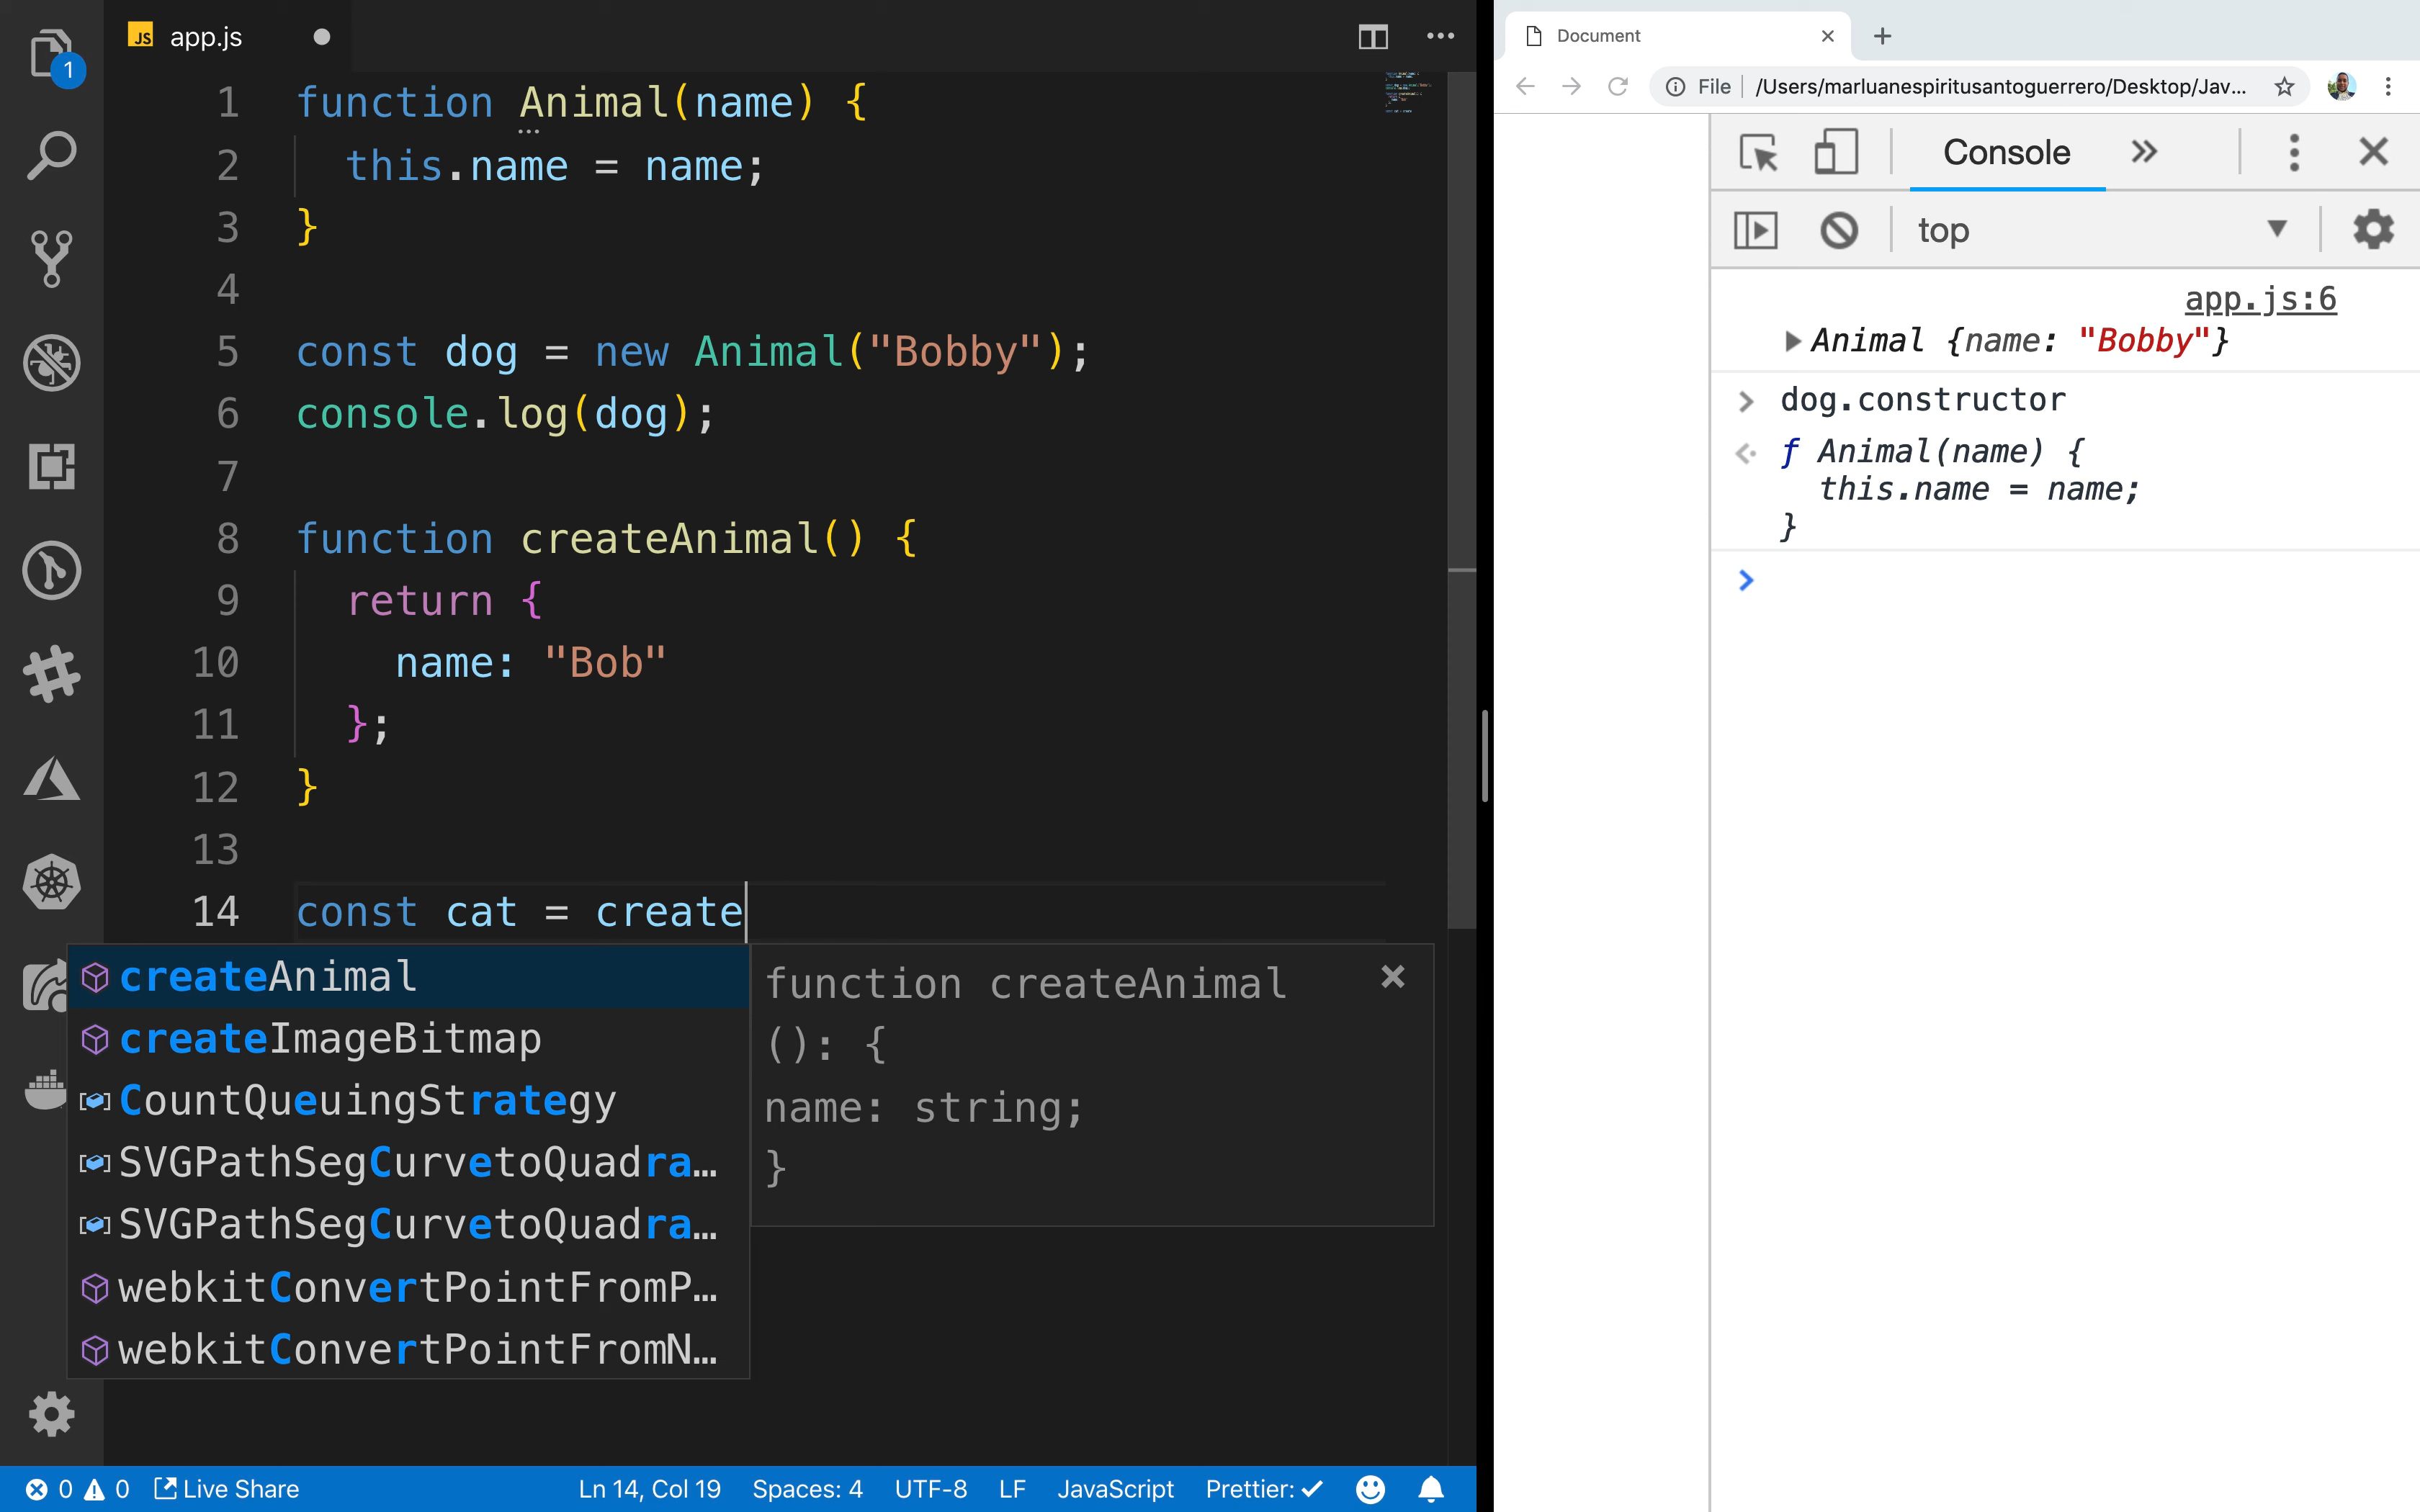 1
JS app.js
1 function Animal(name) {
2 this.name = name;
3 }
4
5 const dog = new Animal("Bobby");
6 console.log(dog);
7
8 function createAnimal() {
9 return {
10 name: "Bob"
11 };
12 }
13
14 const cat = create
createAnimal
createImageBitmap
CountQueuingStrategy
SVGPathSegCurvetoQuadra…
SVGPathSegCurvetoQuadra…
webkitConvertPointFromP…
webkitConvertPointFromN…
function createAnimal
(): {
name: string;
}
0 0 Live Share Ln 14, Col 19 Spaces: 4 UTF-8 LF JavaScript Prettier:
Document
File /Users/marluanespiritusantoguerrero/Desktop/Jav...
Console
top
app.js:6
Animal {name: "Bobby"}
dog.constructor
ƒ Animal(name) {
this.name = name;
}